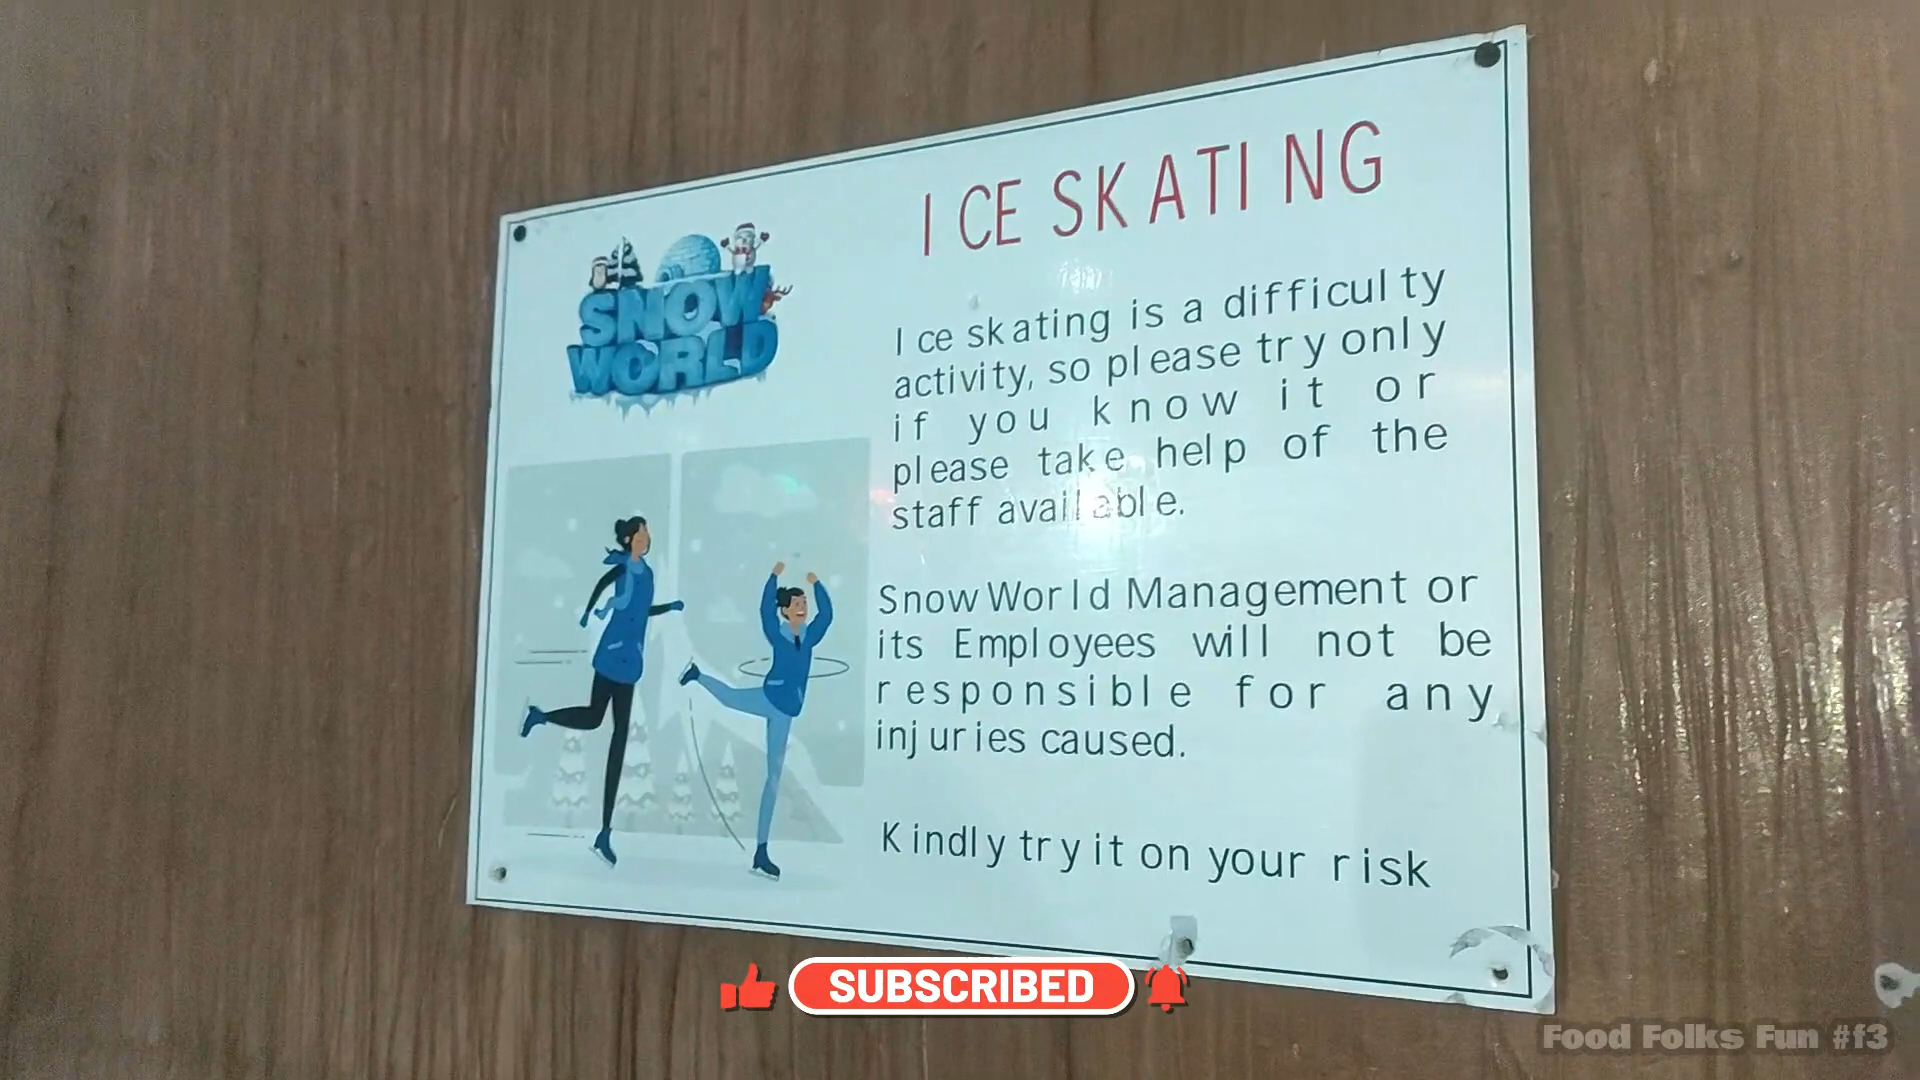 SNOW
WORLD
ICE SKATING
Ice skating is a difficulty
activity, so please try only
if you know it or
please take help of the
staff available.
Snow World Management or
its Employees will not be
responsible for any
injuries caused.
Kindly try it on your risk
SUBSCRIBED
Food Folks Fun #f3